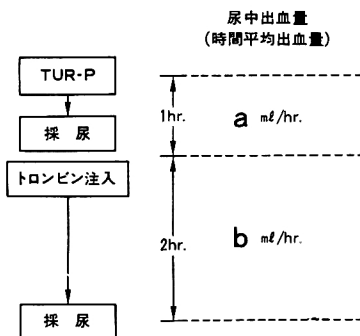 尿中出血量
(時間平均出血量)
TUR-P
採尿
1hr.
a ml/hr.
トロンビン注入
2hr.
b ml/hr.
採尿